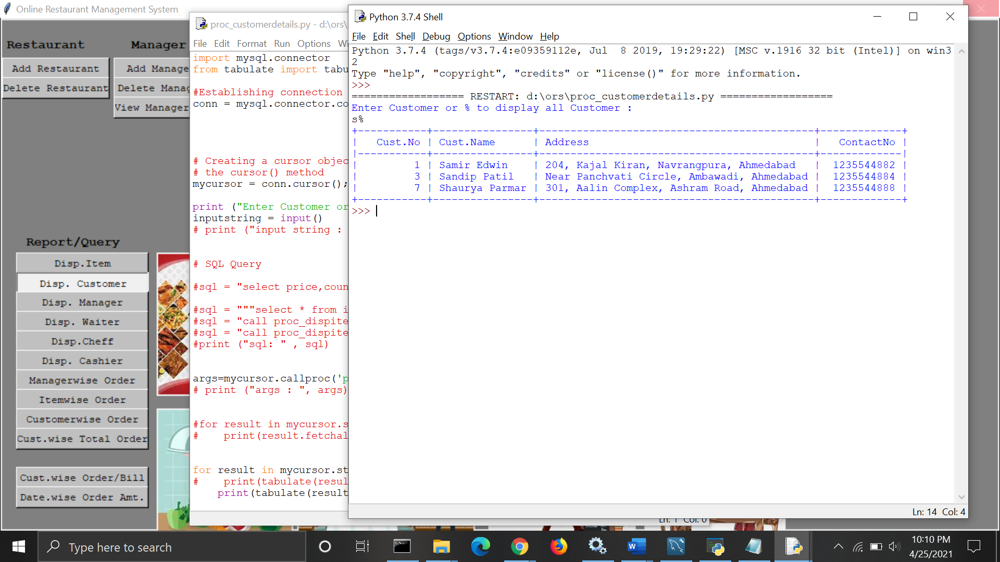 Online Restaurant Management System
Restaurant
Add Restaurant
Delete Restaurant
Manager
Add Manage
Delete Manag
View Manager
Report/Query
Disp.Item
Disp. Customer
Disp. Manager
Disp. Waiter
Disp.Cheff
Disp. Cashier
Managerwise Order
Itemwise Order
Customerwise Order
Cust.wise Total Order
Cust.wise Order/Bill
Date.wise Order Amt.
proc_customerdetails.py - d:\ors\
File Edit Format Run Options Wi
import mysql.connector
from tabulate import tabu
#Establishing connection
conn = mysql.connector.co
# Creating a cursor objec
# the cursor() method
mycursor = conn.cursor();
print ("Enter Customer or
inputstring = input()
# print ("input string :
# SQL Query
#sql = "select price,coun
#sql = """select * from i
#sql = "call proc_dispite
#sql = "call proc_dispite
#print ("sql: " , sql)
args=mycursor.callproc('p
# print ("args : ", args)
#for result in mycursor.s
#    print(result.fetchal
for result in mycursor.st
#    print(tabulate(resul
    print(tabulate(result
Ln: 1 Col: 0
Python 3.7.4 Shell
File Edit Shell Debug Options Window Help
Python 3.7.4 (tags/v3.7.4:e09359112e, Jul  8 2019, 19:29:22) [MSC v.1916 32 bit (Intel)] on win3
2
Type "help", "copyright", "credits" or "license()" for more information.
>>>
================== RESTART: d:\ors\proc_customerdetails.py ==================
Enter Customer or % to display all Customer :
s%
+-----------+----------------+--------------------------------------------+-------------+
|   Cust.No | Cust.Name      | Address                                    |   ContactNo |
|-----------+----------------+--------------------------------------------+-------------|
|         1 | Samir Edwin    | 204, Kajal Kiran, Navrangpura, Ahmedabad   |  1235544882 |
|         3 | Sandip Patil   | Near Panchvati Circle, Ambawadi, Ahmedabad |  1235544884 |
|         7 | Shaurya Parmar | 301, Aalin Complex, Ashram Road, Ahmedabad |  1235544888 |
+-----------+----------------+--------------------------------------------+-------------+
>>>
Ln: 14 Col: 4
Type here to search
10:10 PM
4/25/2021